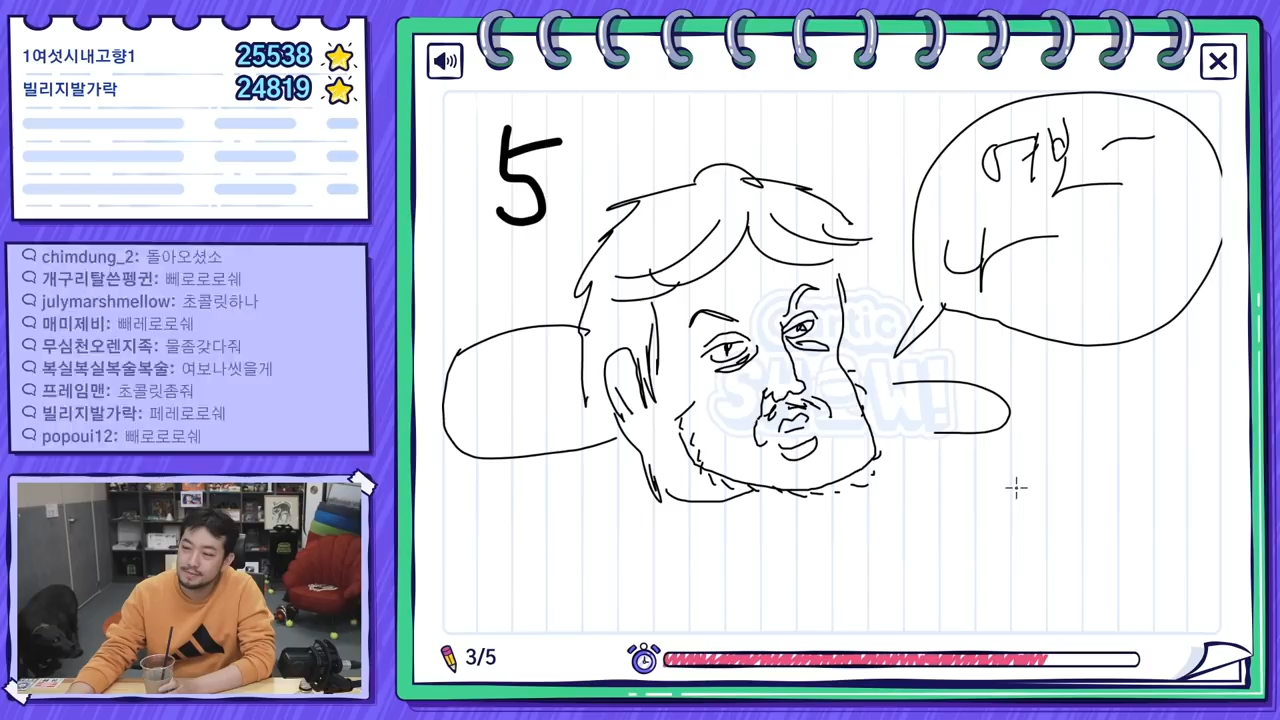 1여섯시내고향1 25538
빌리지발가락 24819
chimdung_2: 돌아오셨소
개구리탈쓴펭귄: 삐로로로쉐
julymarshmellow: 초콜릿하나
매미제비: 빼레로로쉐
무심천오렌지족: 물좀갖다줘
복실복실복술복술: 여보나씻을게
프레임맨: 초콜릿좀줘
빌리지발가락: 페레로로쉐
popoui12: 빼로로로쉐
5
여보
나
Gartic
SHOW!
3/5